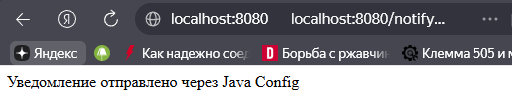 localhost:8080 localhost:8080/notify...
Яндекс Как надежно соед Борьба с ржавчин Клемма 505 и м
Уведомление отправлено через Java Config